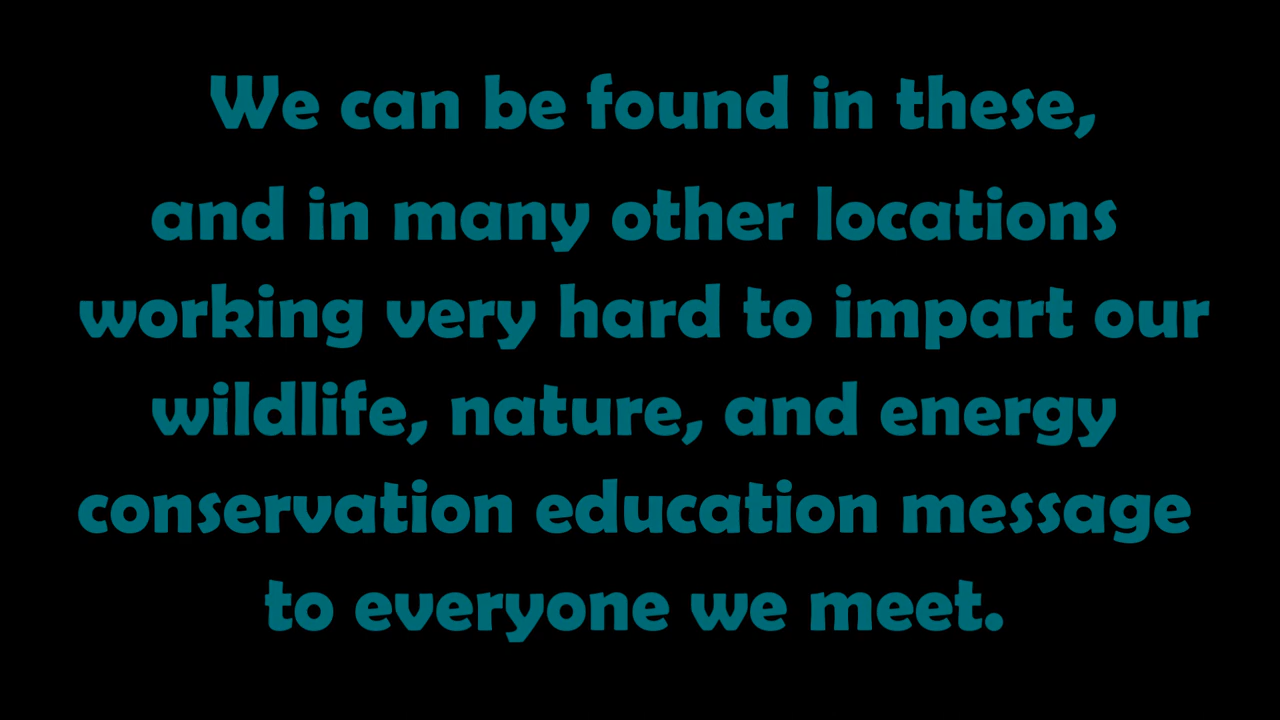 We can be found in these,
and in many other locations
working very hard to impart our
wildlife, nature, and energy
conservation education message
to everyone we meet.